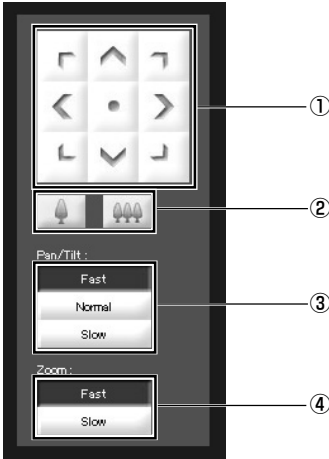 ①
②
Pan/Tilt :
Fast
Normal
Slow
③
Zoom :
Fast
Slow
④